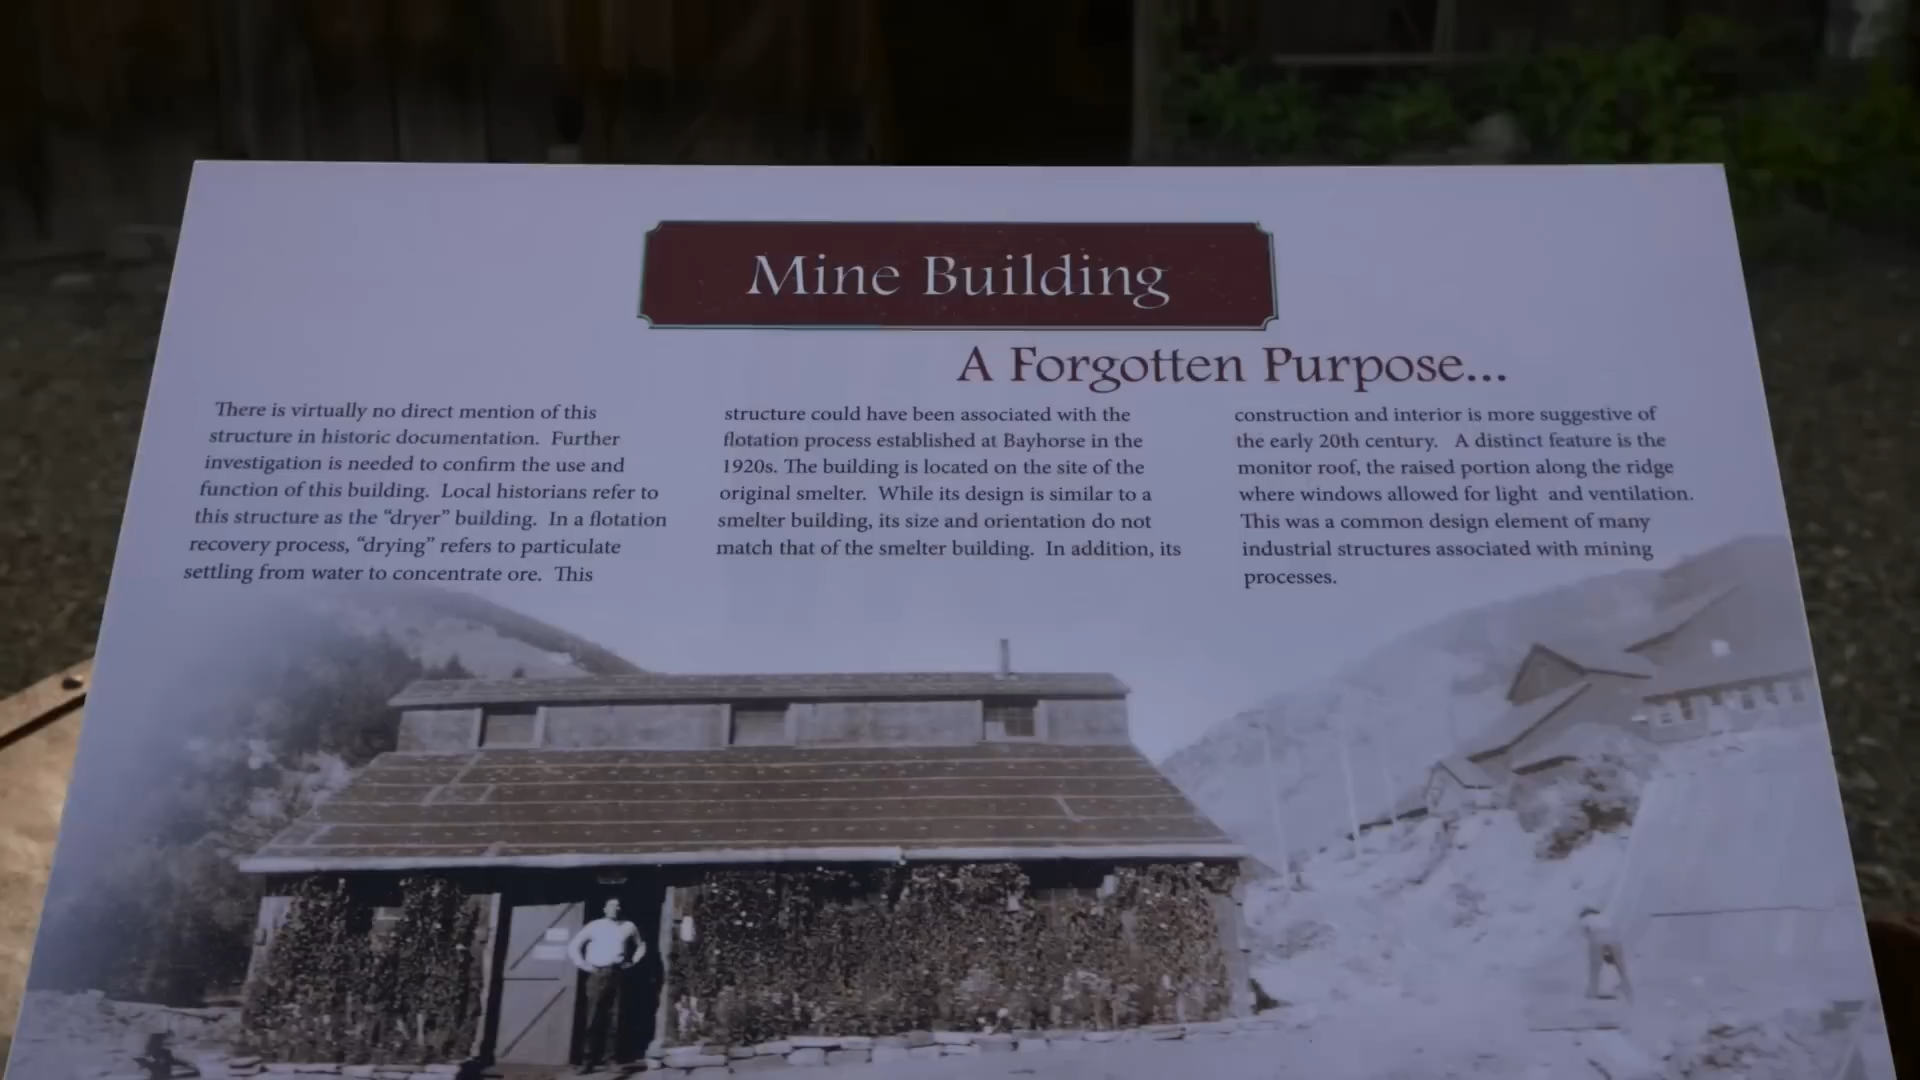 Mine Building
A Forgotten Purpose...
There is virtually no direct mention of this
structure in historic documentation. Further
investigation is needed to confirm the use and
function of this building. Local historians refer to
this structure as the “dryer” building. In a flotation
recovery process, “drying” refers to particulate
settling from water to concentrate ore. This
structure could have been associated with the
flotation process established at Bayhorse in the
1920s. The building is located on the site of the
original smelter. While its design is similar to a
smelter building, its size and orientation do not
match that of the smelter building. In addition, its
construction and interior is more suggestive of
the early 20th century. A distinct feature is the
monitor roof, the raised portion along the ridge
where windows allowed for light and ventilation.
This was a common design element of many
industrial structures associated with mining
processes.